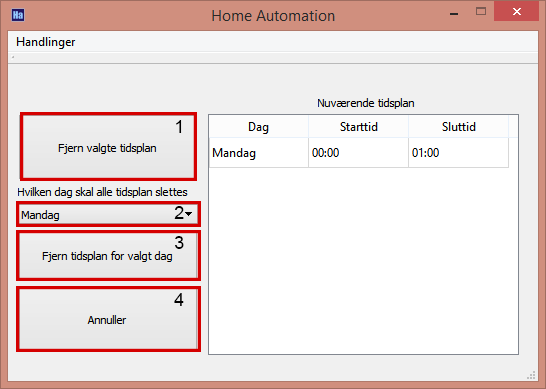 Ha
Home Automation
Handlinger
1
Fjern valgte tidsplan
Hvilken dag skal alle tidsplan slettes
Mandag 2
3
Fjern tidsplan for valgt dag
4
Annuller
Nuværende tidsplan
Dag Starttid Sluttid
Mandag 00:00 01:00